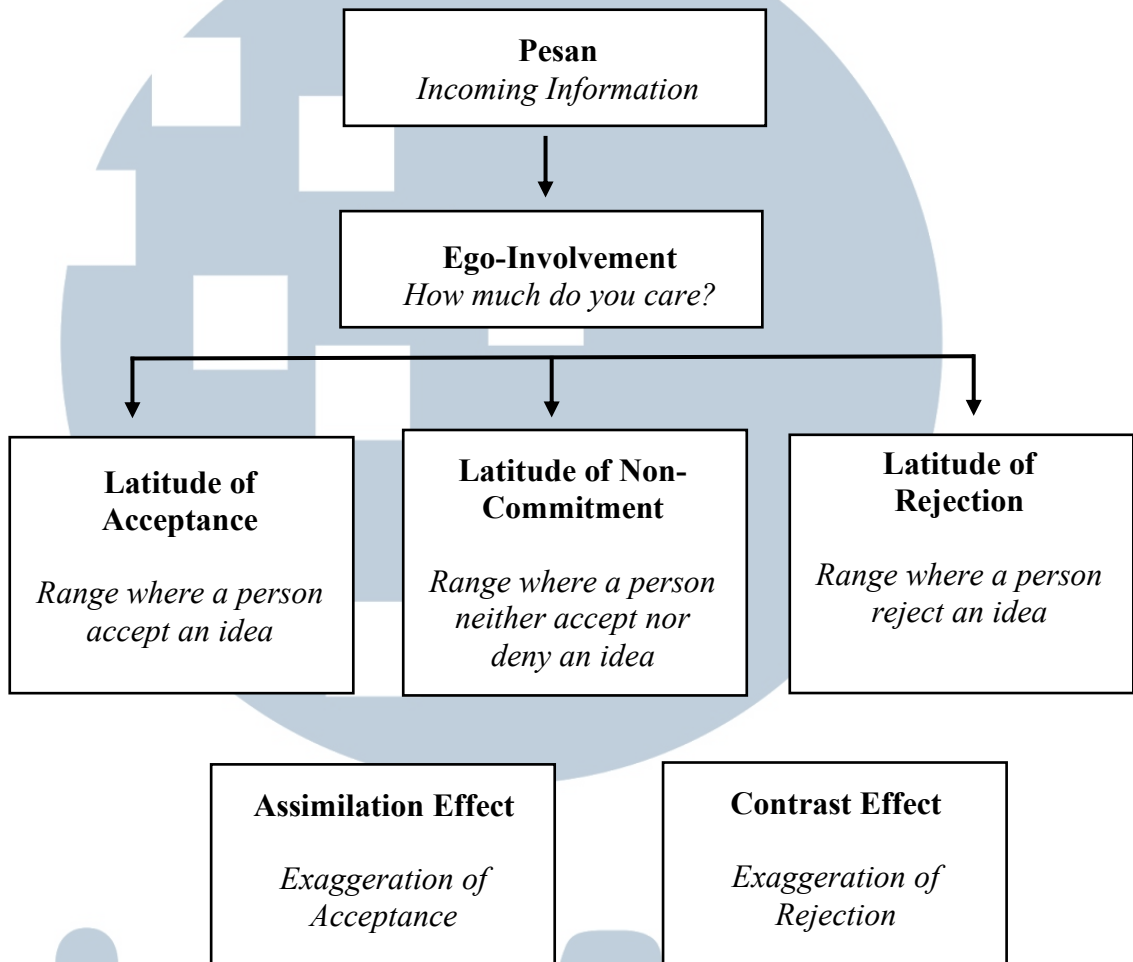 Pesan
Incoming Information
Ego-Involvement
How much do you care?
Latitude of
Acceptance
Range where a person
accept an idea
Latitude of Non-
Commitment
Range where a person
neither accept nor
deny an idea
Latitude of
Rejection
Range where a person
reject an idea
Assimilation Effect
Exaggeration of
Acceptance
Contrast Effect
Exaggeration of
Rejection